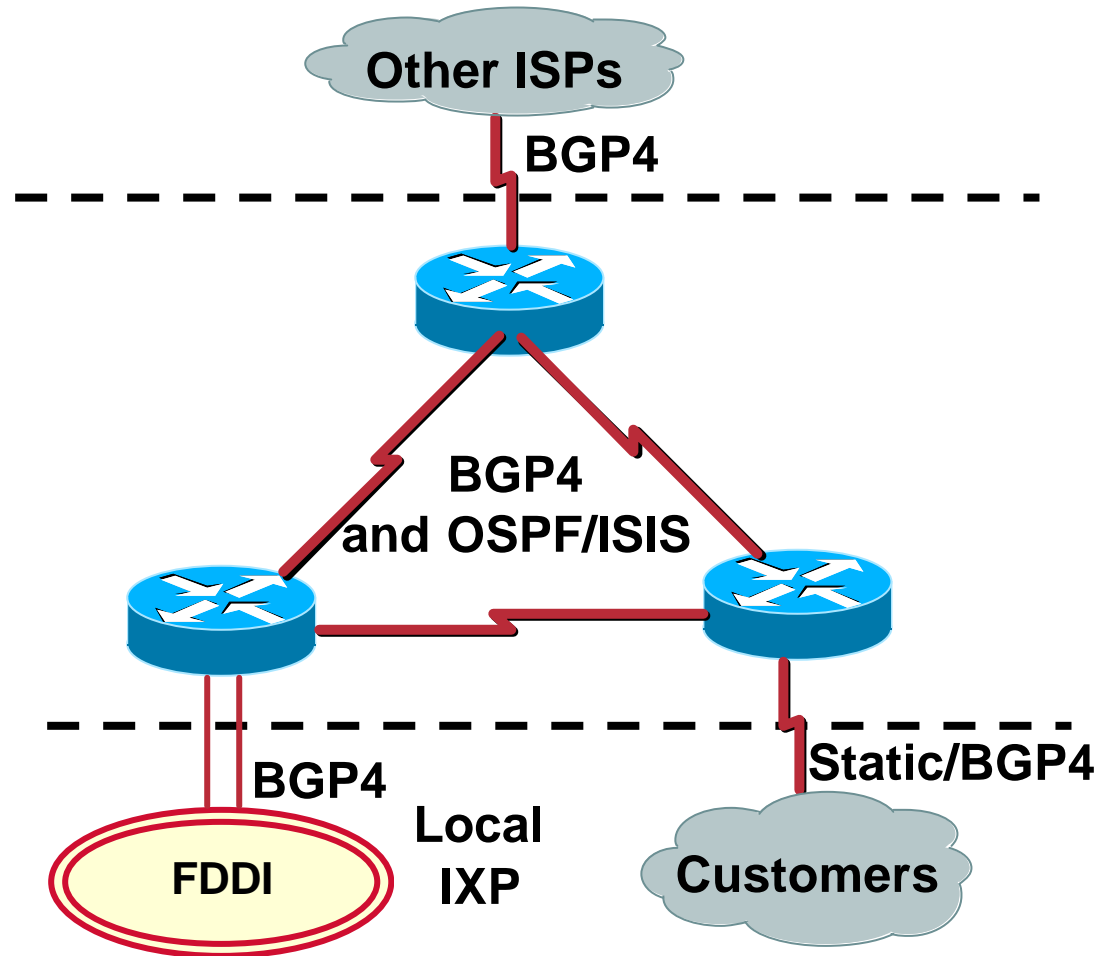 Other ISPs
BGP4
BGP4
and OSPF/ISIS
Static/BGP4
BGP4
Local
IXP
FDDI
Customers